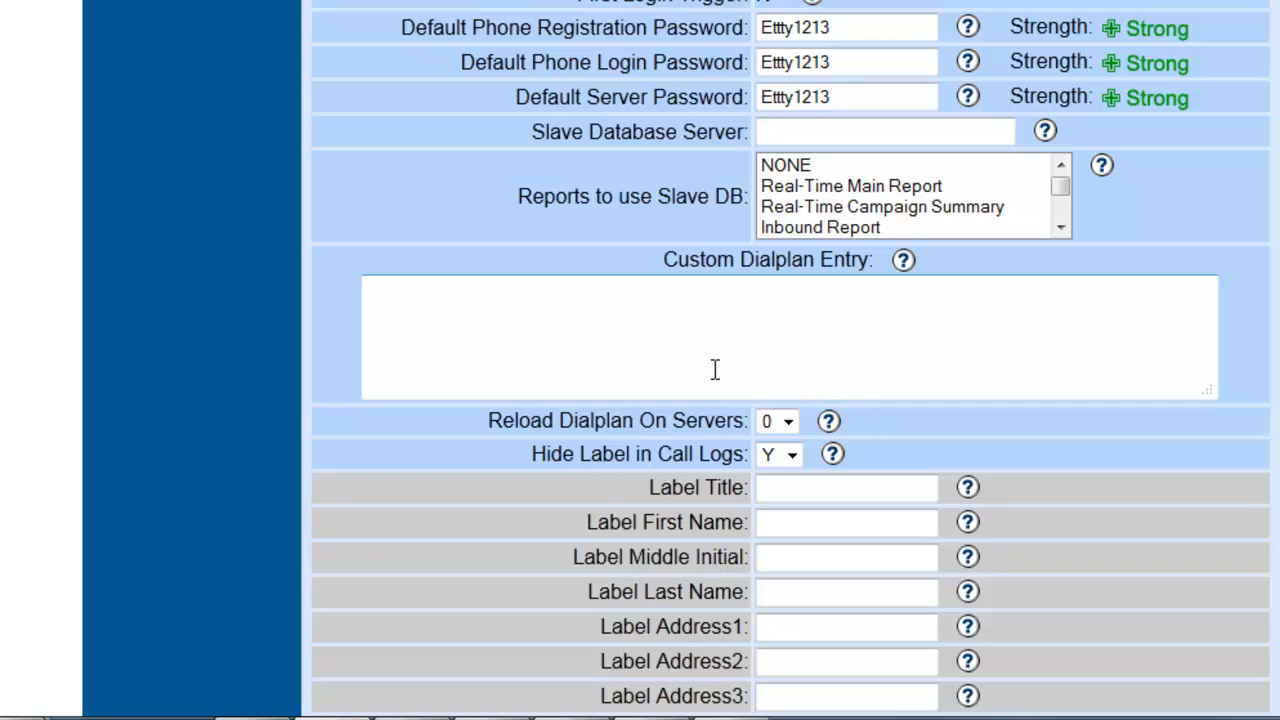 Default Phone Registration Password: Ettty1213 ? Strength: Strong
Default Phone Login Password: Ettty1213 ? Strength: Strong
Default Server Password: Ettty1213 ? Strength: Strong
Slave Database Server: ?
Reports to use Slave DB: ?
NONE
Real-Time Main Report
Real-Time Campaign Summary
Inbound Report
Custom Dialplan Entry: ?
Reload Dialplan On Servers: 0 ?
Hide Label in Call Logs: Y ?
Label Title: ?
Label First Name: ?
Label Middle Initial: ?
Label Last Name: ?
Label Address1: ?
Label Address2: ?
Label Address3: ?